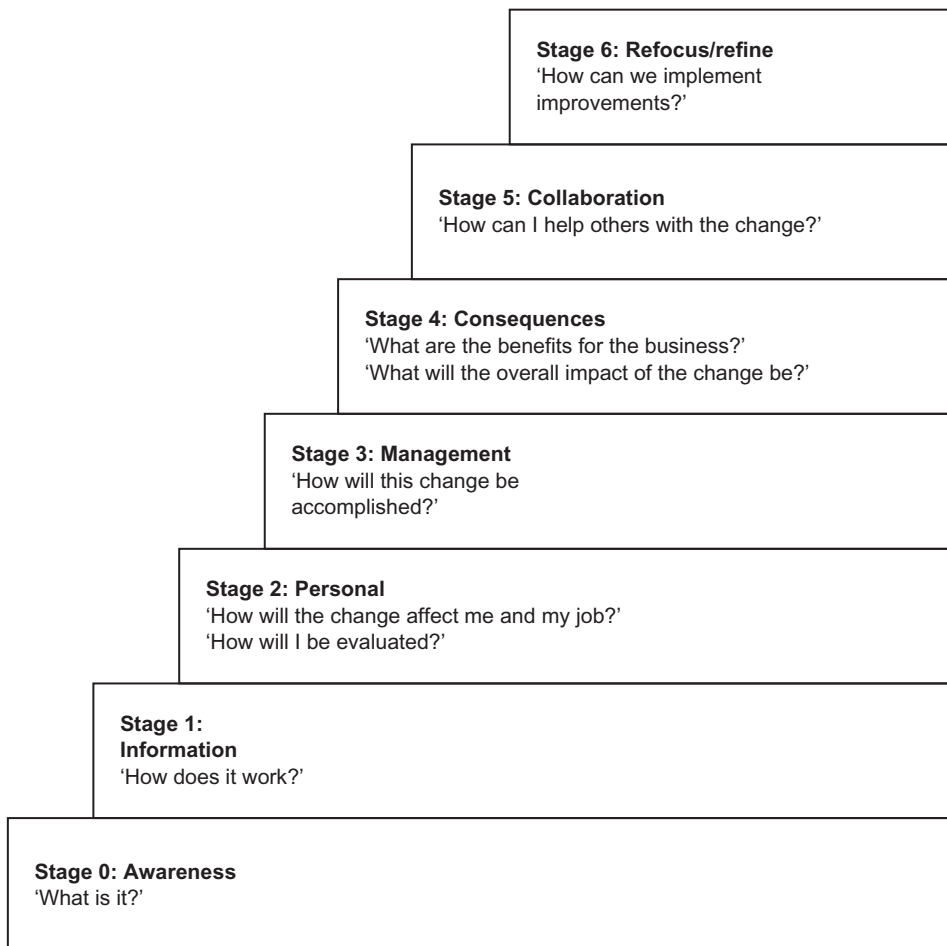 Stage 6: Refocus/refine
‘How can we implement
improvements?’
Stage 5: Collaboration
‘How can I help others with the change?’
Stage 4: Consequences
‘What are the benefits for the business?’
‘What will the overall impact of the change be?’
Stage 3: Management
‘How will this change be
accomplished?’
Stage 2: Personal
‘How will the change affect me and my job?’
‘How will I be evaluated?’
Stage 1:
Information
‘How does it work?’
Stage 0: Awareness
‘What is it?’